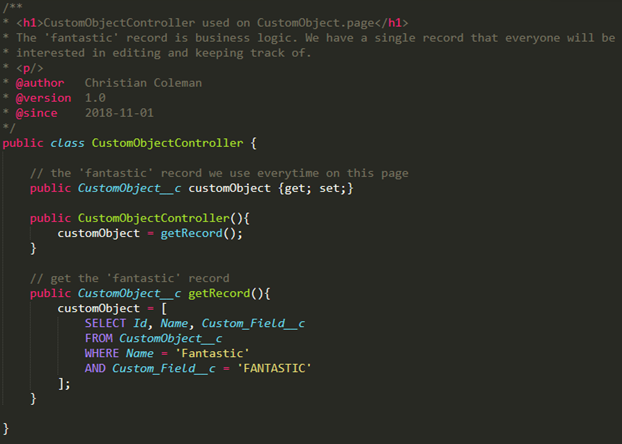 /**
* <h1>CustomObjectController used on CustomObject.page</h1>
* The 'fantastic' record is business logic. We have a single record that everyone will be
* interested in editing and keeping track of.
* <p/>
* @author   Christian Coleman
* @version  1.0
* @since    2018-11-01
*/
public class CustomObjectController {
    // the 'fantastic' record we use everytime on this page
    public CustomObject__c customObject {get; set;}
    public CustomObjectController(){
        customObject = getRecord();
    }
    // get the 'fantastic' record
    public CustomObject__c getRecord(){
        customObject = [
            SELECT Id, Name, Custom_Field__c
            FROM CustomObject__c
            WHERE Name = 'Fantastic'
            AND Custom_Field__c = 'FANTASTIC'
        ];
    }
}